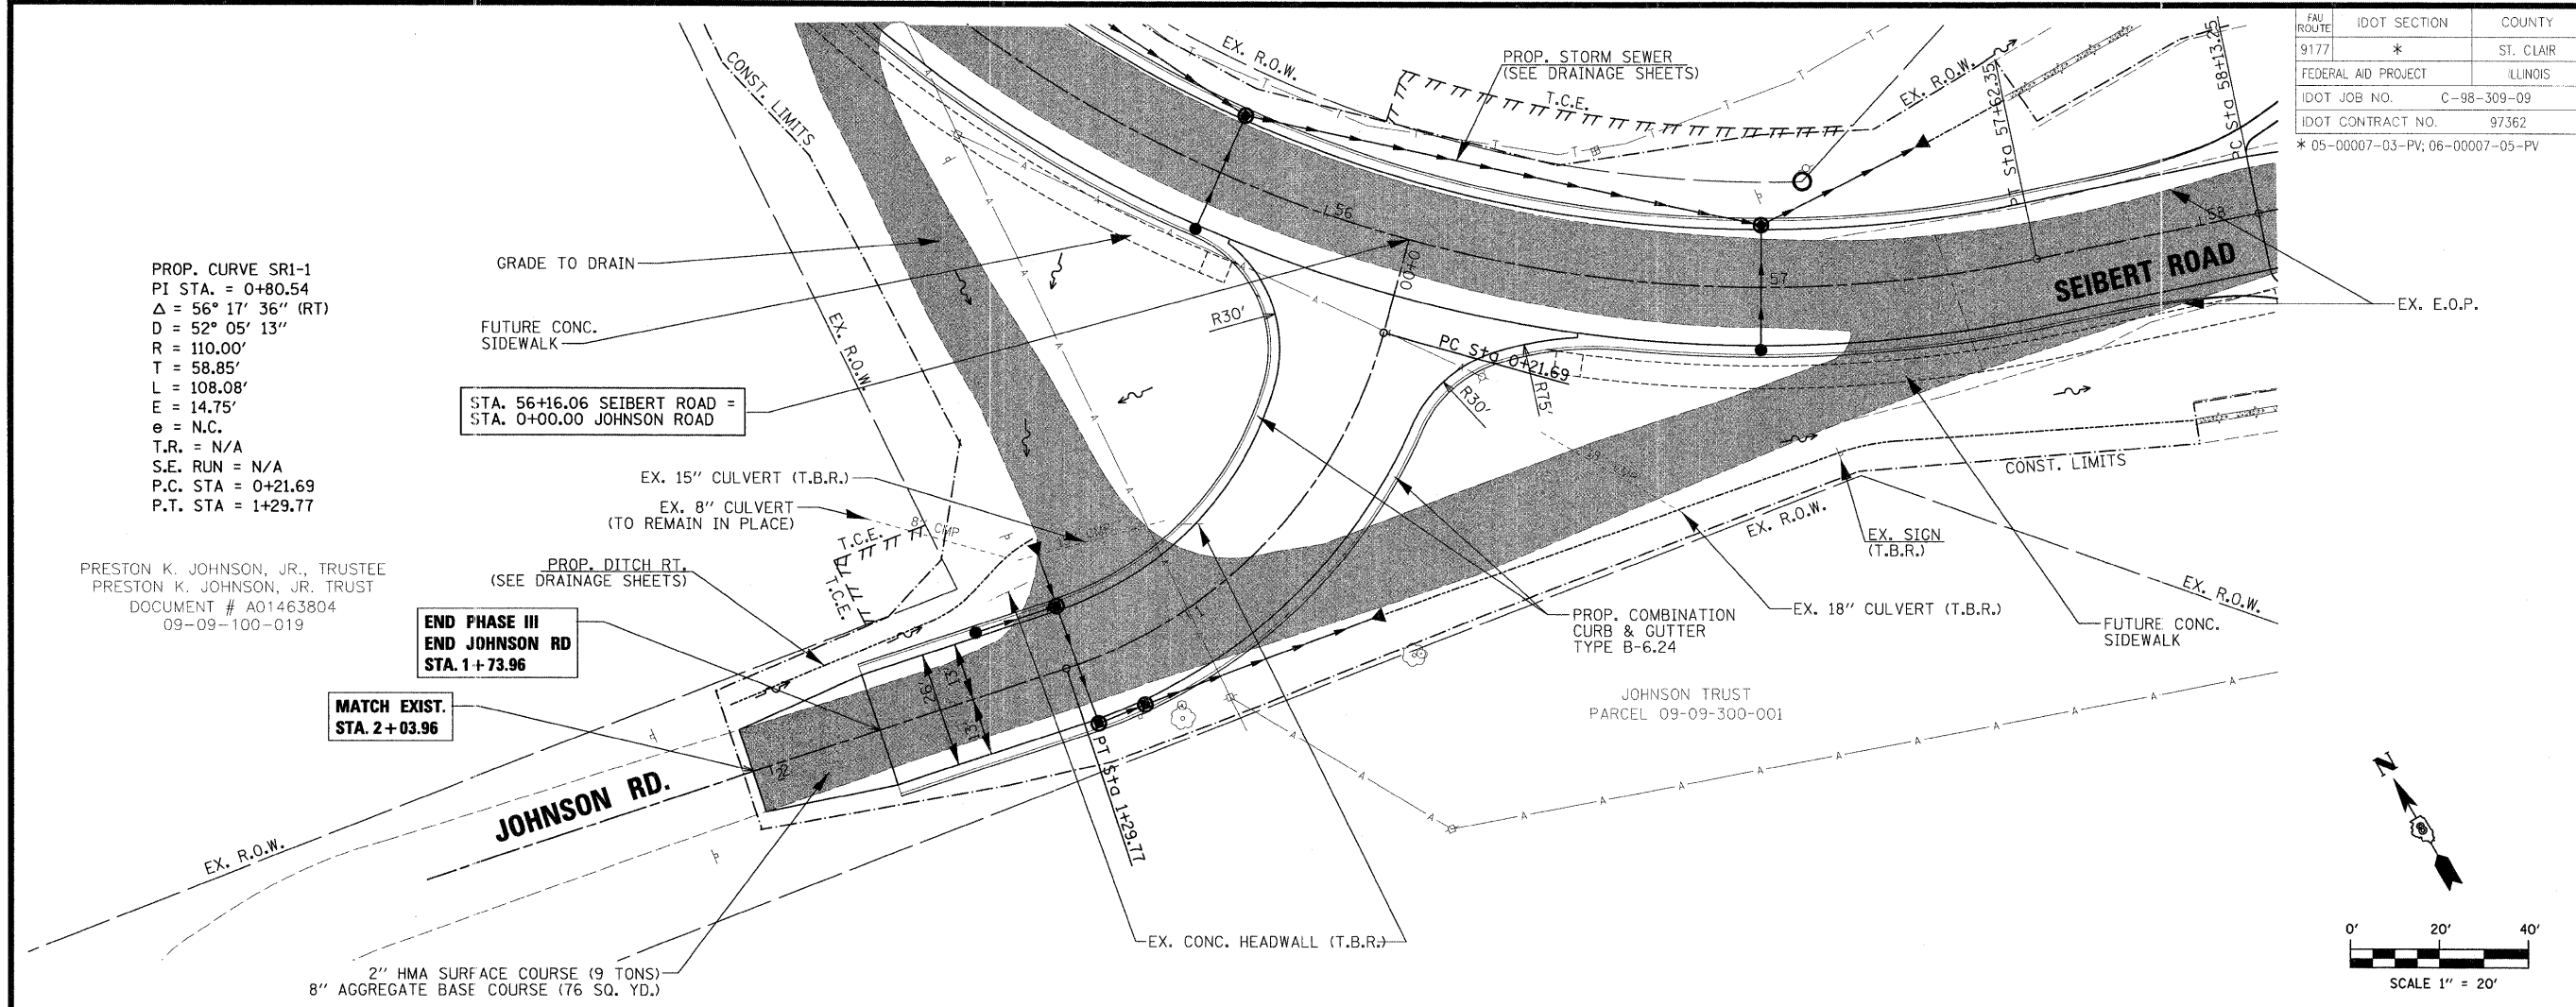 FAU ROUTE IDOT SECTION COUNTY
9177 * ST. CLAIR
FEDERAL AID PROJECT ILLINOIS
IDOT JOB NO. C-98-309-09
IDOT CONTRACT NO. 97362
* 05-00007-03-PV; 06-00007-05-PV
CONST. LIMITS
EX. R.O.W.
PROP. STORM SEWER
(SEE DRAINAGE SHEETS)
T.C.E.
EX. R.O.W.
PT Sta 57+62.35
PC Sta 58+13.25
56
57
58
SEIBERT ROAD
EX. E.O.P.
PROP. CURVE SR1-1
PI STA. = 0+80.54
Δ = 56° 17' 36" (RT)
D = 52° 05' 13"
R = 110.00'
T = 58.85'
L = 108.08'
E = 14.75'
e = N.C.
T.R. = N/A
S.E. RUN = N/A
P.C. STA = 0+21.69
P.T. STA = 1+29.77
GRADE TO DRAIN
FUTURE CONC.
SIDEWALK
STA. 56+16.06 SEIBERT ROAD =
STA. 0+00.00 JOHNSON ROAD
EX. R.O.W.
R30'
0+00
PC Sta 0+21.69
R75'
R30'
EX. 15" CULVERT (T.B.R.)
EX. 8" CULVERT
(TO REMAIN IN PLACE)
8" CMP
T.C.E.
T.C.E.
PROP. DITCH RT.
(SEE DRAINAGE SHEETS)
PRESTON K. JOHNSON, JR., TRUSTEE
PRESTON K. JOHNSON, JR. TRUST
DOCUMENT # A01463804
09-09-100-019
END PHASE III
END JOHNSON RD
STA. 1+73.96
MATCH EXIST.
STA. 2+03.96
26'
13'
13'
1
2
PT Sta 1+29.77
JOHNSON RD.
EX. R.O.W.
CONST. LIMITS
EX. R.O.W.
EX. SIGN
(T.B.R.)
EX. R.O.W.
PROP. COMBINATION
CURB & GUTTER
TYPE B-6.24
EX. 18" CULVERT (T.B.R.)
FUTURE CONC.
SIDEWALK
JOHNSON TRUST
PARCEL 09-09-300-001
EX. CONC. HEADWALL (T.B.R.)
2" HMA SURFACE COURSE (9 TONS)
8" AGGREGATE BASE COURSE (76 SQ. YD.)
N
0' 20' 40'
SCALE 1" = 20'